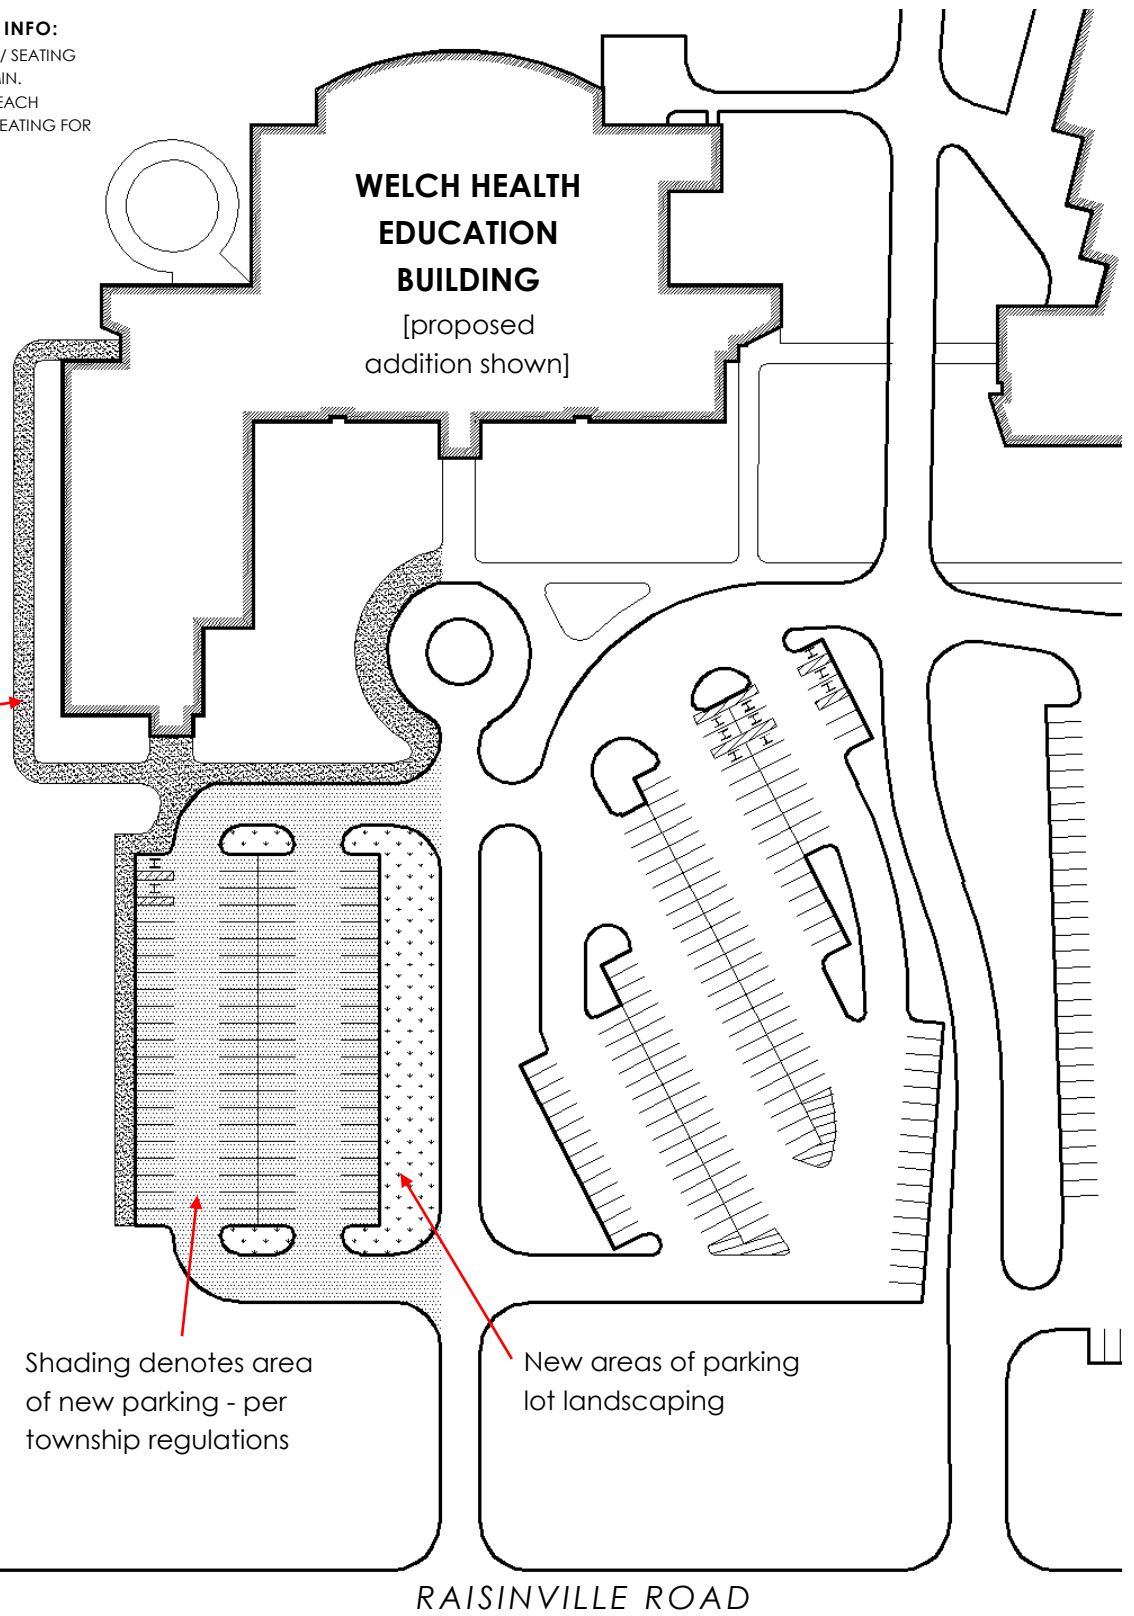 INFO:
/ SEATING
MIN.
EACH
EATING FOR
WELCH HEALTH
EDUCATION
BUILDING
[proposed
addition shown]
Shading denotes area
of new parking - per
township regulations
New areas of parking
lot landscaping
RAISINVILLE ROAD